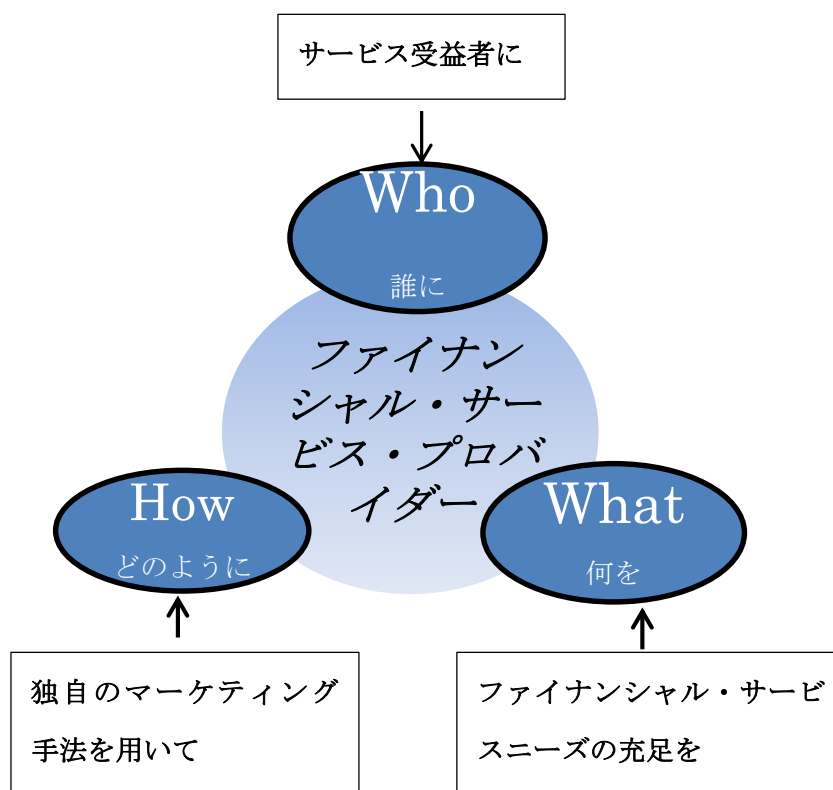 サービス受益者に
Who
誰に
ファイナン
シャル・サー
ビス・プロバ
イダー
How
どのように
What
何を
独自のマーケティング
手法を用いて
ファイナンシャル・サービ
スニーズの充足を